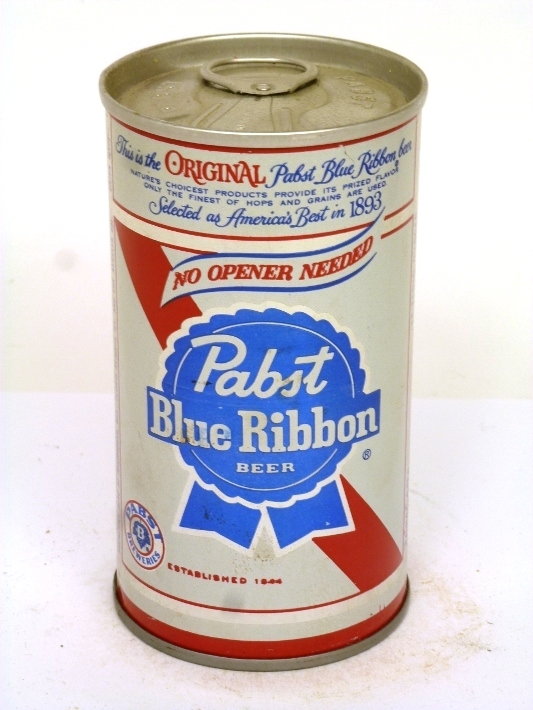 This is the ORIGINAL Pabst Blue Ribbon beer
NATURE'S CHOICEST PRODUCTS PROVIDE ITS PRIZED FLAVOR
ONLY THE FINEST OF HOPS AND GRAINS ARE USED.
Selected as America's Best in 1893
NO OPENER NEEDED
Pabst
Blue Ribbon
BEER
®
PABST
B
BREWERIES
ESTABLISHED 1844